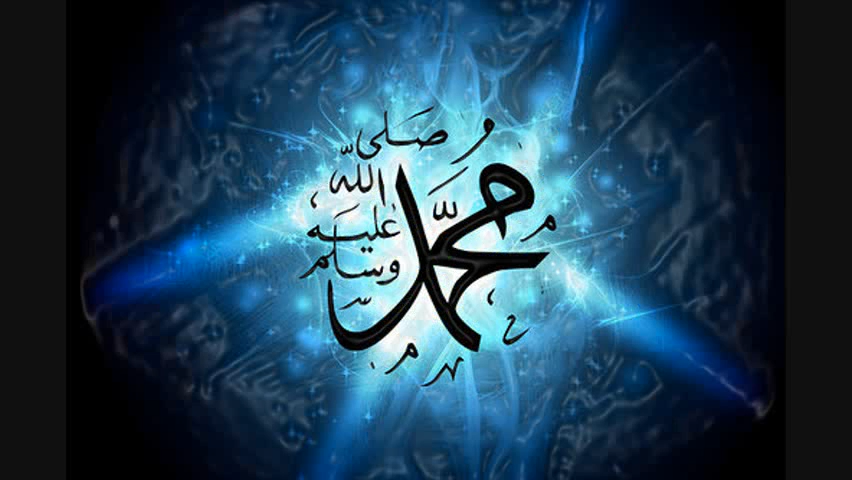 محمد
صلى
الله
عليه
وسلم